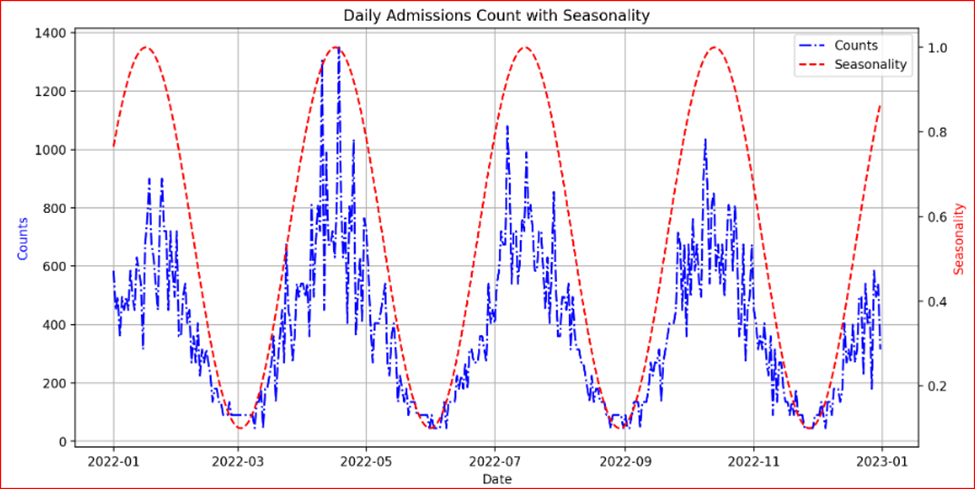 Daily Admissions Count with Seasonality
Counts
Seasonality
1400
1200
1000
800
600
400
200
0
Counts
1.0
0.8
0.6
0.4
0.2
Seasonality
2022-01 2022-03 2022-05 2022-07 2022-09 2022-11 2023-01
Date